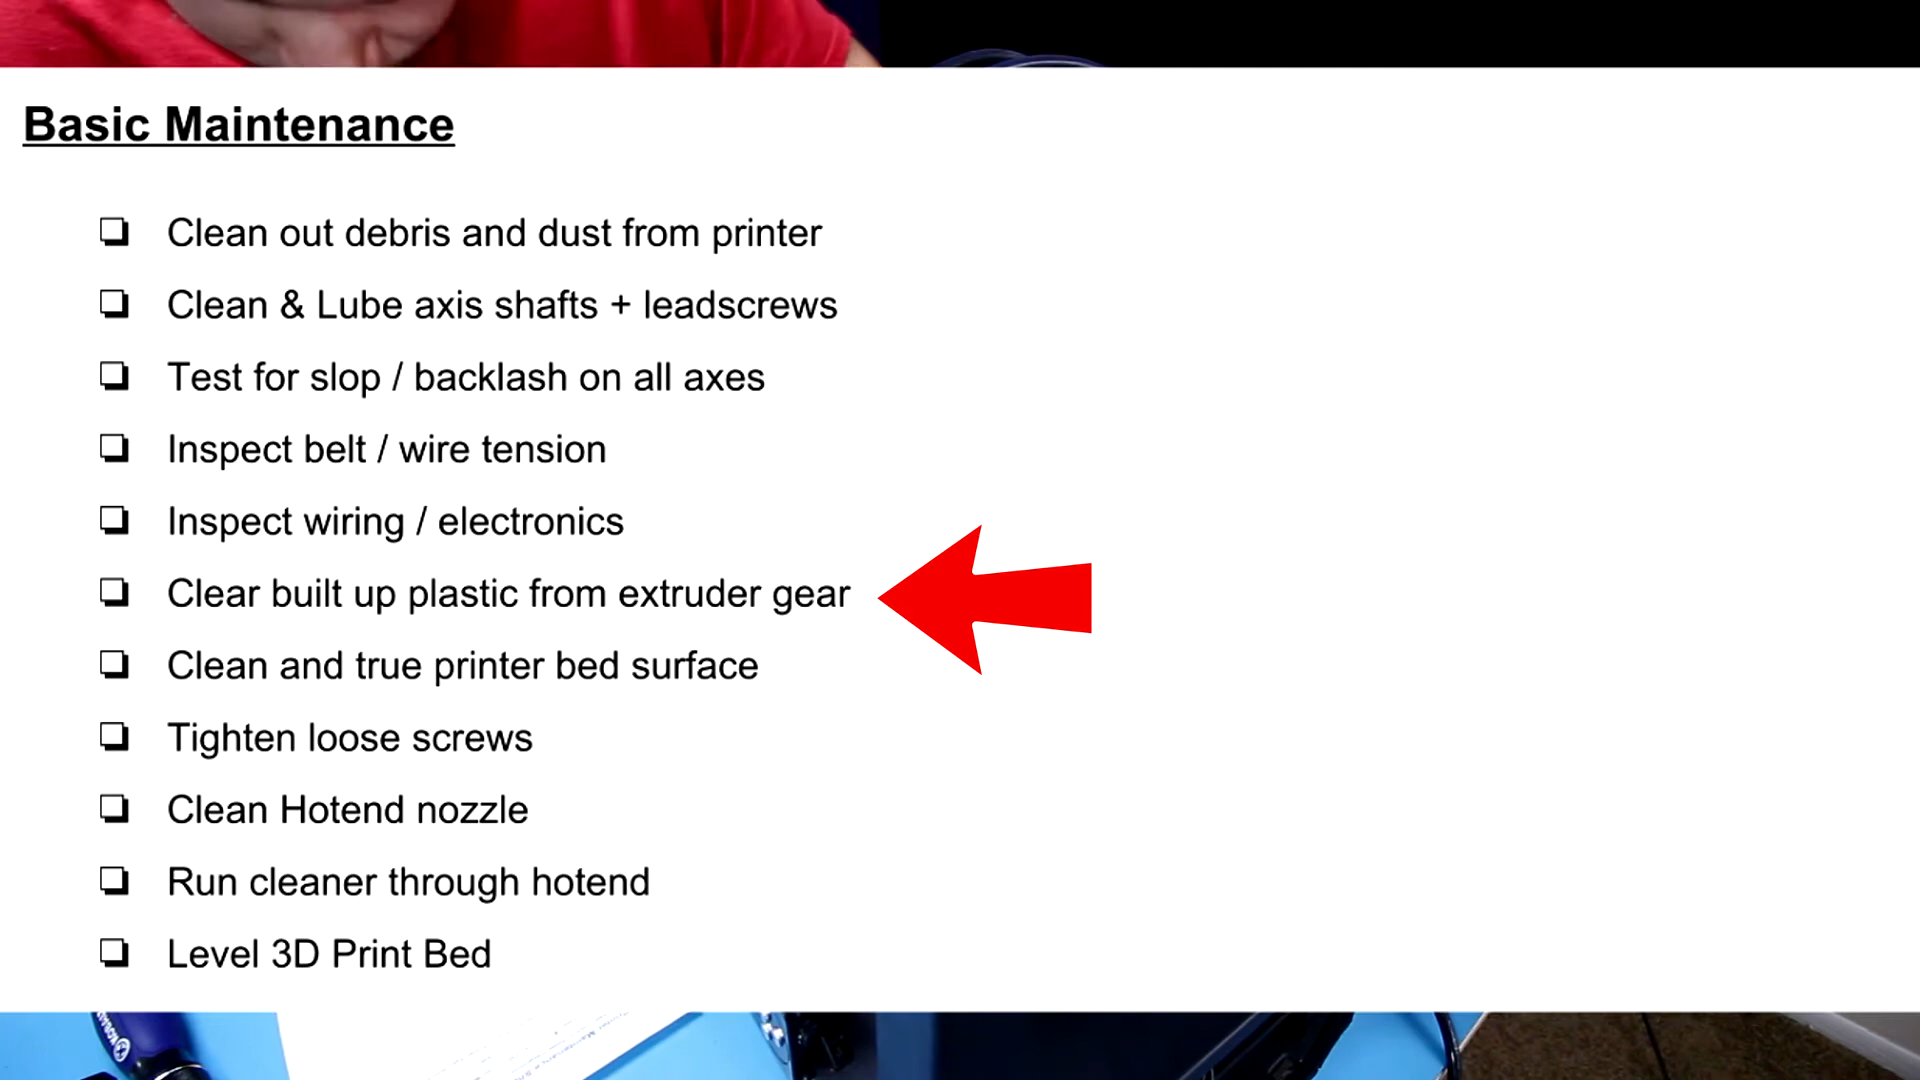 Basic Maintenance
❏ Clean out debris and dust from printer
❏ Clean & Lube axis shafts + leadscrews
❏ Test for slop / backlash on all axes
❏ Inspect belt / wire tension
❏ Inspect wiring / electronics
❏ Clear built up plastic from extruder gear
❏ Clean and true printer bed surface
❏ Tighten loose screws
❏ Clean Hotend nozzle
❏ Run cleaner through hotend
❏ Level 3D Print Bed